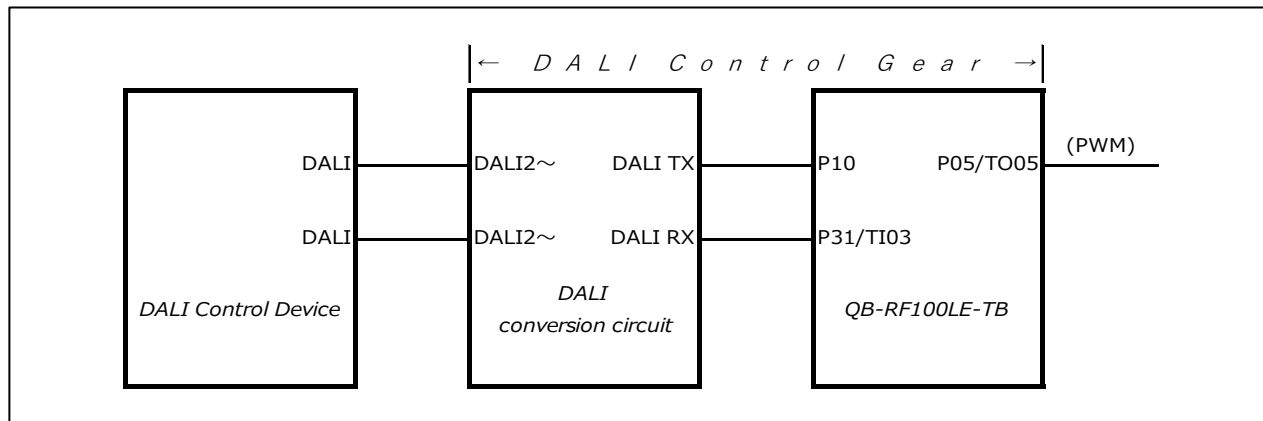 ← DALI Control Gear →
DALI DALI2～ DALI TX P10 P05/TO05 (PWM)
DALI DALI2～ DALI RX P31/TI03
DALI Control Device DALI conversion circuit QB-RF100LE-TB